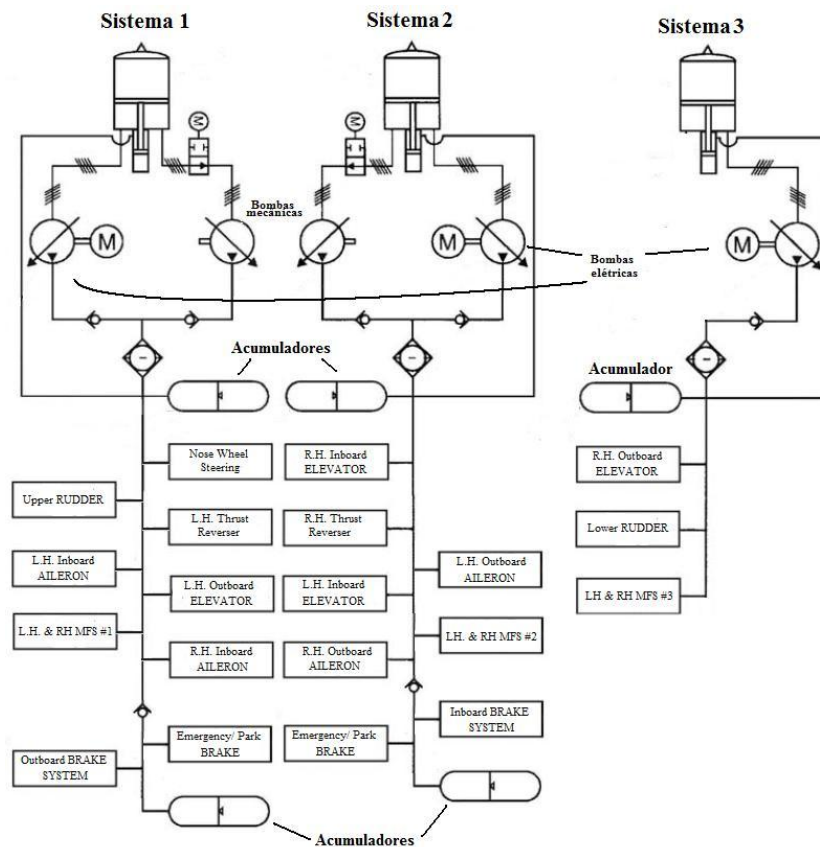 Sistema 1
Sistema 2
Sistema 3
M
M
Bombas
mecánicas
M
M
M
Bombas
elétricas
Acumuladores
Acumulador
Nose Wheel
Steering
R.H. Inboard
ELEVATOR
R.H. Outboard
ELEVATOR
Upper RUDDER
L.H. Thrust
Reverser
R.H. Thrust
Reverser
Lower RUDDER
L.H. Inboard
AILERON
L.H. Outboard
AILERON
L.H. Outboard
ELEVATOR
L.H. Inboard
ELEVATOR
LH & RH MFS #3
L.H. & RH MFS #1
LH. & RH MFS #2
R.H. Inboard
AILERON
R.H. Outboard
AILERON
Inboard BRAKE
SYSTEM
Emergency/ Park
BRAKE
Emergency/ Park
BRAKE
Outboard BRAKE
SYSTEM
Acumuladores